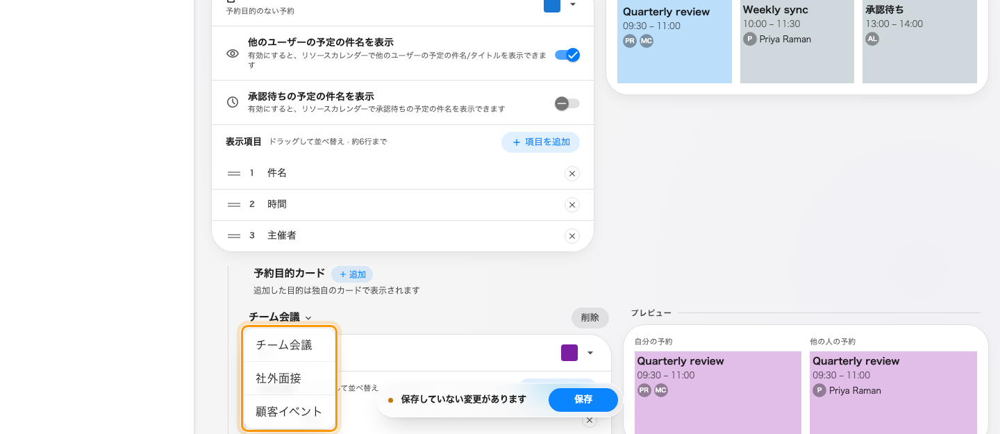 予約目的のない予約
他のユーザーの予定の件名を表示
有効にすると、リソースカレンダーで他のユーザーの予定の件名/タイトルを表示できま
す
承認待ちの予定の件名を表示
有効にすると、リソースカレンダーで承認待ちの予定の件名を表示できます
表示項目 ドラッグして並べ替え · 約6行まで
+ 項目を追加
1 件名
2 時間
3 主催者
Quarterly review
09:30 – 11:00
PR MC
Weekly sync
10:00 – 11:30
P Priya Raman
承認待ち
13:00 – 14:00
AL
予約目的カード + 追加
追加した目的は独自のカードで表示されます
チーム会議
削除
チーム会議
社外面接
顧客イベント
して並べ替え
保存していない変更があります
保存
プレビュー
自分の予約
Quarterly review
09:30 – 11:00
PR MC
他の人の予約
Quarterly review
09:30 – 11:00
P Priya Raman